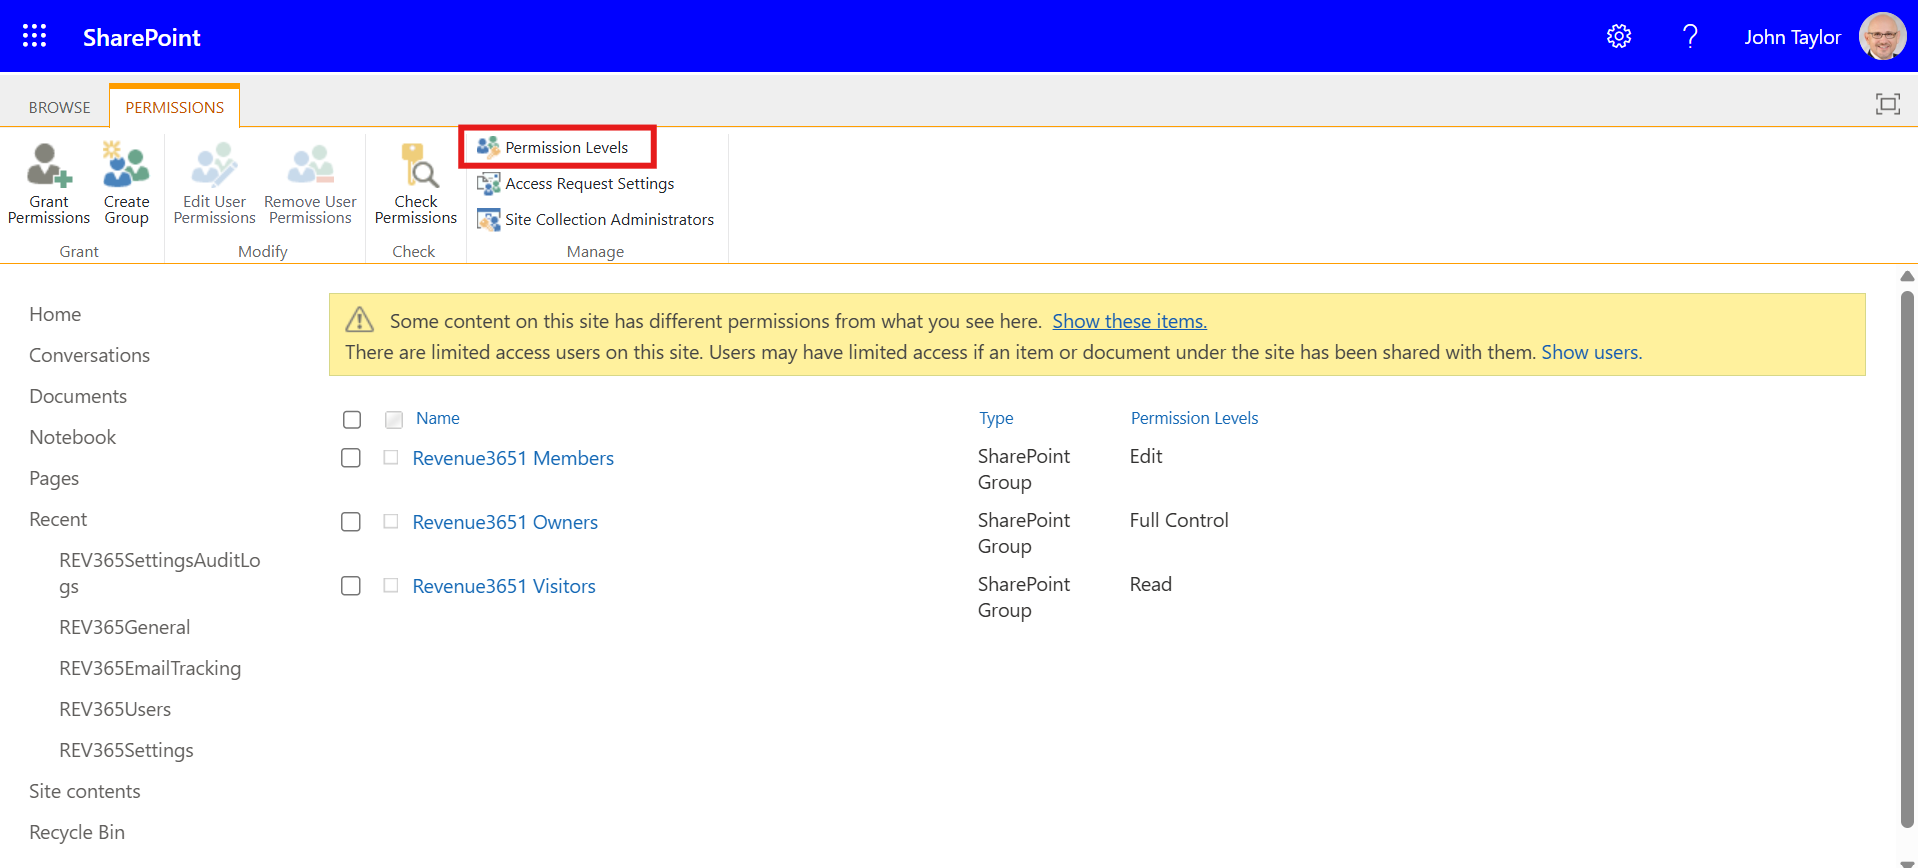 SharePoint
? John Taylor
BROWSE PERMISSIONS
Grant Permissions
Create Group
Edit User Permissions
Remove User Permissions
Check Permissions
Permission Levels
Access Request Settings
Site Collection Administrators
Grant Modify Check Manage
Home
Conversations
Documents
Notebook
Pages
Recent
REV365SettingsAuditLo
gs
REV365General
REV365EmailTracking
REV365Users
REV365Settings
Site contents
Recycle Bin
Some content on this site has different permissions from what you see here. Show these items.
There are limited access users on this site. Users may have limited access if an item or document under the site has been shared with them. Show users.
Name Type Permission Levels
Revenue3651 Members SharePoint Group Edit
Revenue3651 Owners SharePoint Group Full Control
Revenue3651 Visitors SharePoint Group Read